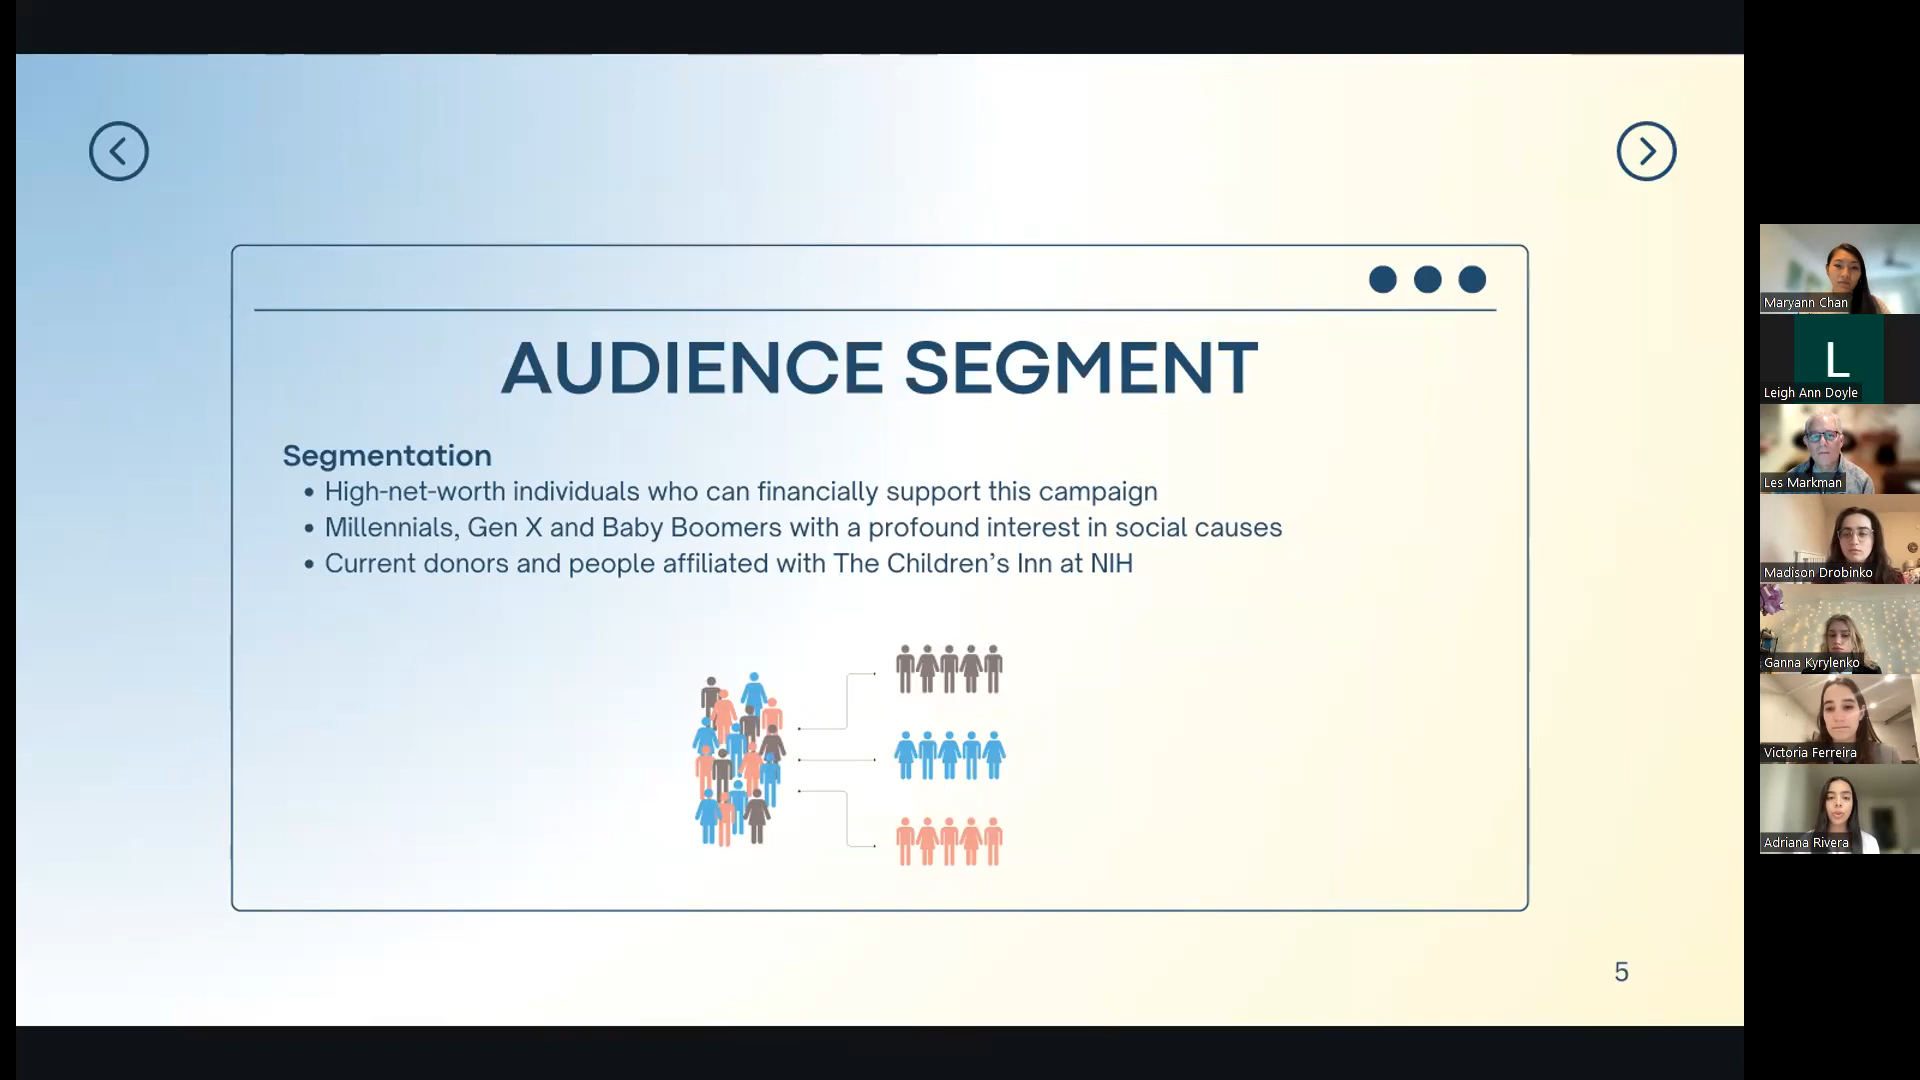 AUDIENCE SEGMENT
Segmentation
• High-net-worth individuals who can financially support this campaign
• Millennials, Gen X and Baby Boomers with a profound interest in social causes
• Current donors and people affiliated with The Children’s Inn at NIH
5
Maryann Chan
L
Leigh Ann Doyle
Les Markman
Madison Drobinko
Ganna Kyrylenko
Victoria Ferreira
Adriana Rivera